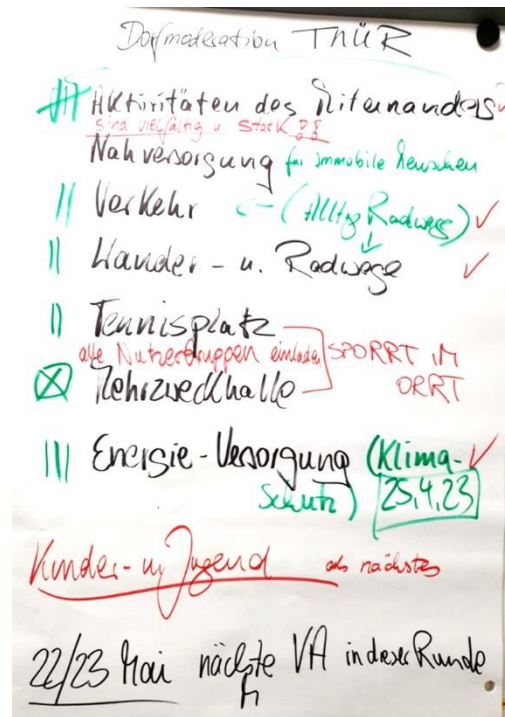 Dorfmoderation THÜR
Aktivitäten des Miteinanders
sind vielfältig u. stark
Nahversorgung für immobile Menschen
Verkehr ← (Alltag Radwege) ✓
Wander- u. Radwege ✓
Tennisplatz
alle Nutzergruppen einladen SPORRT IM
Mehrzweckhalle ORRT
Energie-Versorgung (Klima- ✓
Schutz) 25.4.23
Kinder- u Jugend als nächstes
22/23 Mai nächste VA in dieser Runde